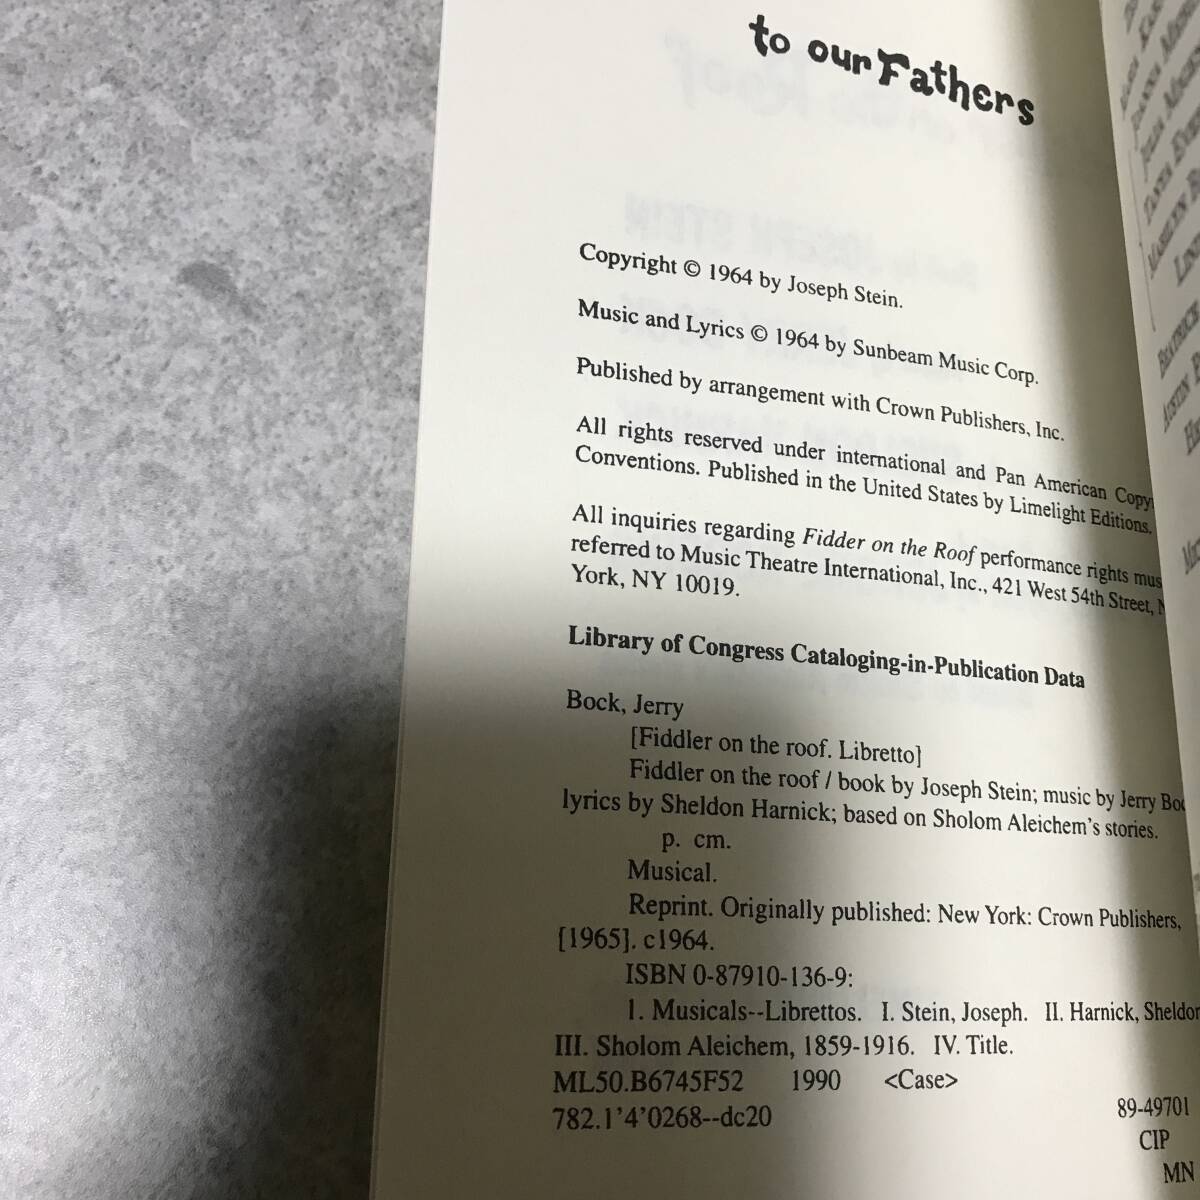 to our Fathers
Copyright © 1964 by Joseph Stein.
Music and Lyrics © 1964 by Sunbeam Music Corp.
Published by arrangement with Crown Publishers, Inc.
All rights reserved under international and Pan American Copy
Conventions. Published in the United States by Limelight Editions.
All inquiries regarding Fidder on the Roof performance rights mus
referred to Music Theatre International, Inc., 421 West 54th Street, N
York, NY 10019.
Library of Congress Cataloging-in-Publication Data
Bock, Jerry
[Fiddler on the roof. Libretto]
Fiddler on the roof / book by Joseph Stein; music by Jerry Boc
lyrics by Sheldon Harnick; based on Sholom Aleichem's stories.
p. cm.
Musical.
Reprint. Originally published: New York: Crown Publishers,
[1965]. c1964.
ISBN 0-87910-136-9:
1. Musicals--Librettos. I. Stein, Joseph. II. Harnick, Sheldon
III. Sholom Aleichem, 1859-1916. IV. Title.
ML50.B6745F52 1990 <Case>
782.1'4'0268--dc20
89-49701
CIP
MN